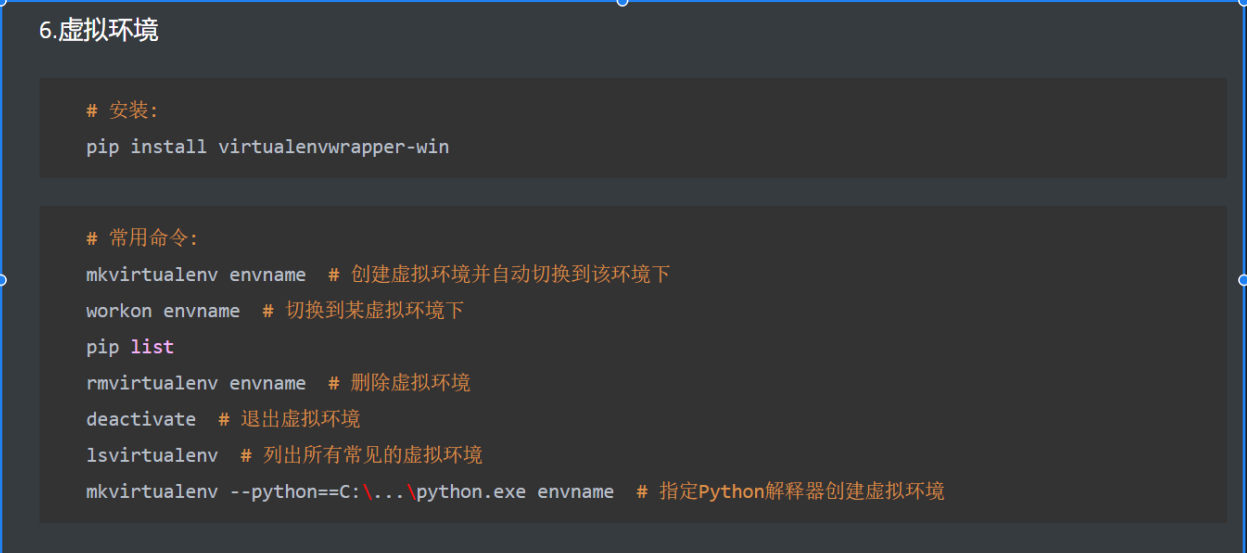 6.虚拟环境
# 安装:
pip install virtualenvwrapper-win
# 常用命令:
mkvirtualenv envname  # 创建虚拟环境并自动切换到该环境下
workon envname  # 切换到某虚拟环境下
pip list
rmvirtualenv envname  # 删除虚拟环境
deactivate  # 退出虚拟环境
lsvirtualenv  # 列出所有常见的虚拟环境
mkvirtualenv --python==C:\...\python.exe envname  # 指定Python解释器创建虚拟环境